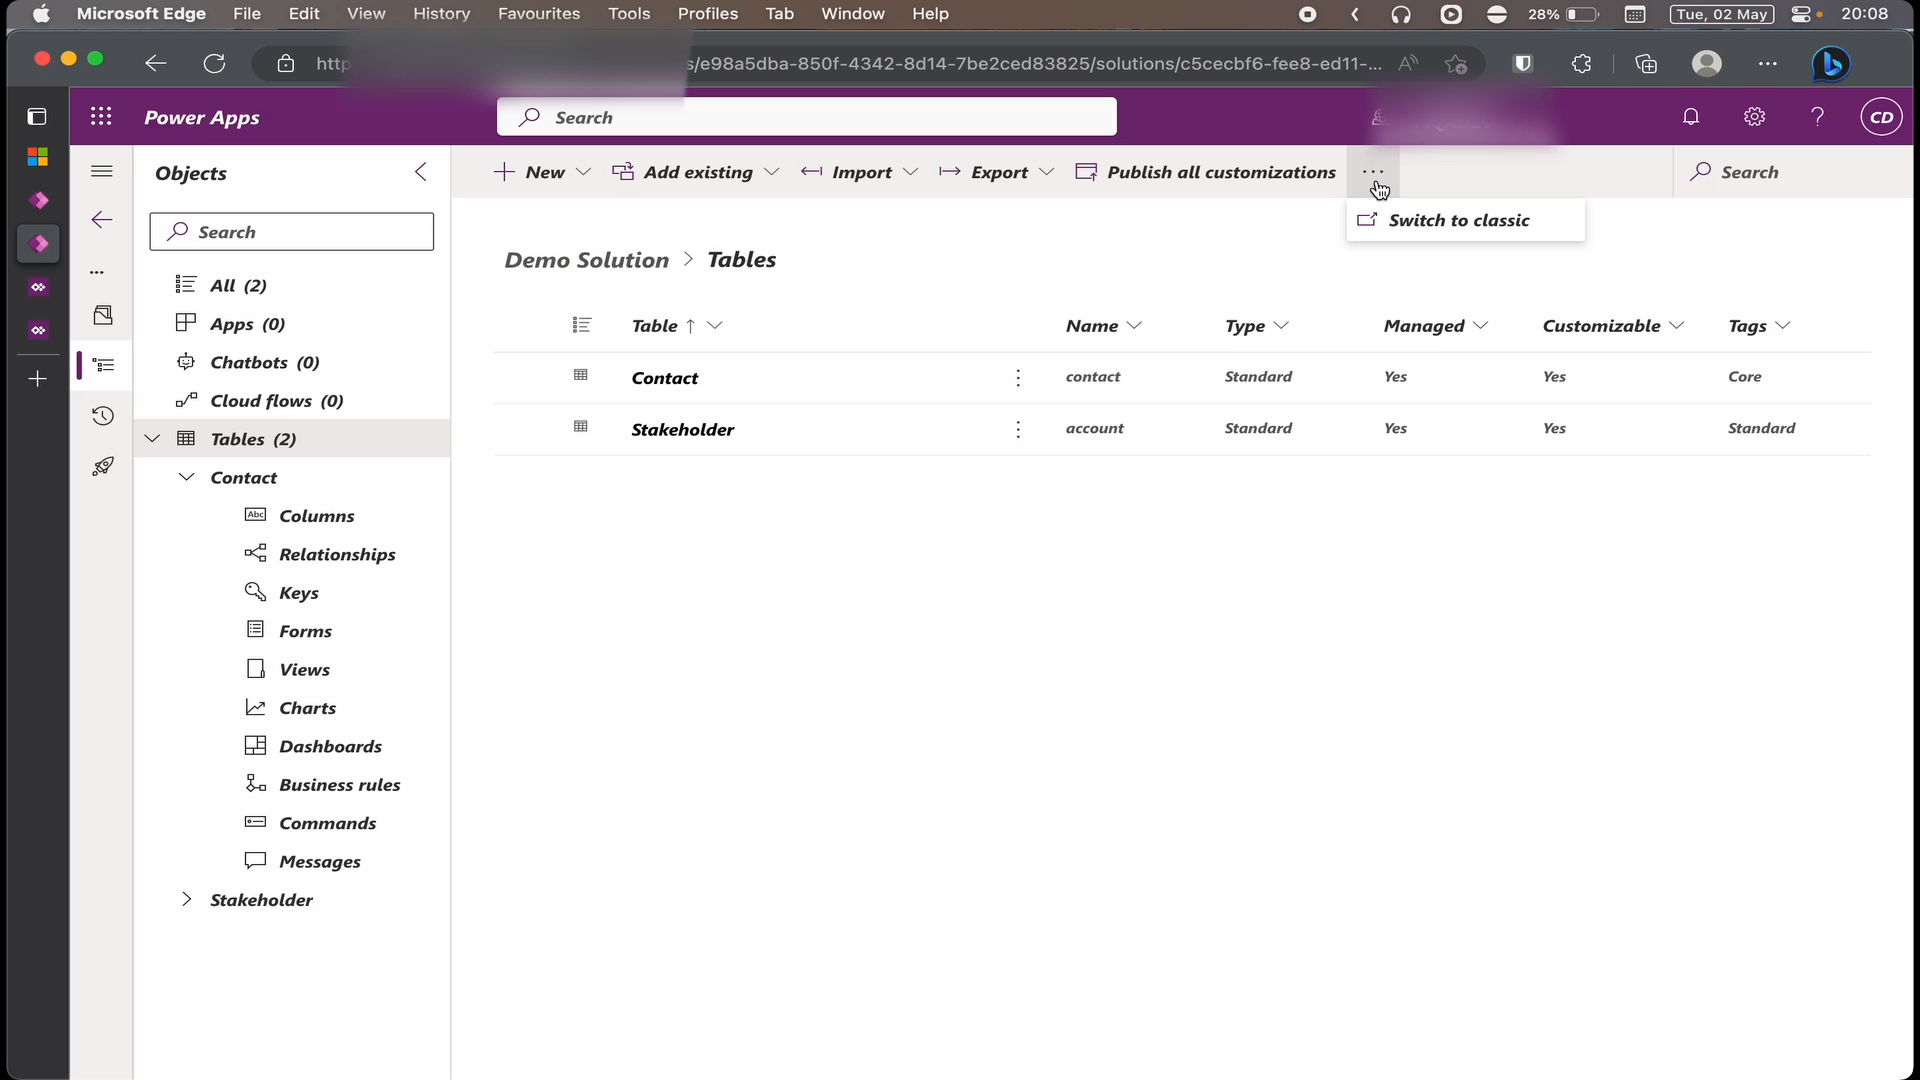 Microsoft Edge File Edit View History Favourites Tools Profiles Tab Window Help 28% Tue, 02 May 20:08
http s/e98a5dba-850f-4342-8d14-7be2ced83825/solutions/c5cecbf6-fee8-ed11-...
Power Apps Search CD
Objects New Add existing Import Export Publish all customizations Search
Switch to classic
Search
Demo Solution > Tables
All (2)
Apps (0)
Chatbots (0)
Cloud flows (0)
Tables (2)
Contact
Abc Columns
Relationships
Keys
Forms
Views
Charts
Dashboards
Business rules
Commands
Messages
Stakeholder
Table ↑ Name Type Managed Customizable Tags
Contact contact Standard Yes Yes Core
Stakeholder account Standard Yes Yes Standard